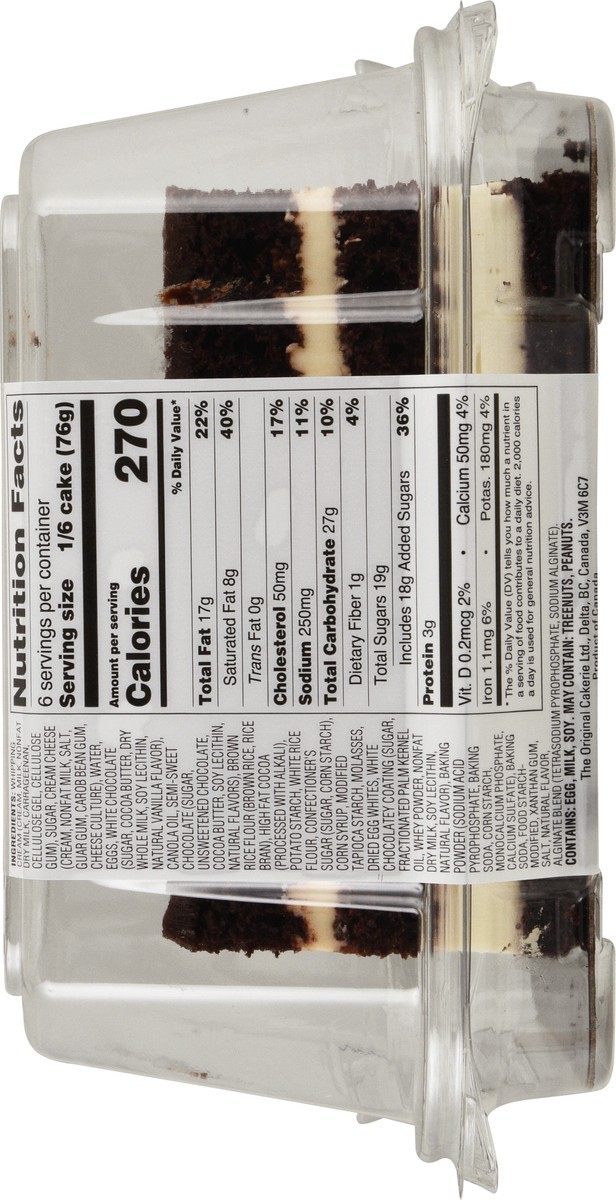 Nutrition Facts
6 servings per container
Serving size 1/6 cake (76g)
Amount per serving
Calories 270
% Daily Value*
Total Fat 17g 22%
Saturated Fat 8g 40%
Trans Fat 0g
Cholesterol 50mg 17%
Sodium 250mg 11%
Total Carbohydrate 27g 10%
Dietary Fiber 1g 4%
Total Sugars 19g
Includes 18g Added Sugars 36%
Protein 3g
Vit. D 0.2mcg 2% • Calcium 50mg 4%
Iron 1.1mg 6% • Potas. 180mg 4%
* The % Daily Value (DV) tells you how much a nutrient in
a serving of food contributes to a daily diet. 2,000 calories
a day is used for general nutrition advice.
INGREDIENTS: WHIPPING
CREAM (CREAM, MILK, NONFAT
DRY MILK, CARRAGEENAN,
CELLULOSE GEL, CELLULOSE
GUM), SUGAR, CREAM CHEESE
CREAM, NONFAT MILK, SALT,
GUAR GUM, CAROB BEAN GUM,
CHEESE CULTURE), WATER,
EGGS, WHITE CHOCOLATE
(SUGAR, COCOA BUTTER, DRY
WHOLE MILK, SOY LECITHIN,
NATURAL VANILLA FLAVOR),
CANOLA OIL, SEMI-SWEET
CHOCOLATE (SUGAR,
UNSWEETENED CHOCOLATE,
COCOA BUTTER, SOY LECITHIN,
NATURAL FLAVORS), BROWN
RICE FLOUR (BROWN RICE, RICE
BRAN), HIGH FAT COCOA
(PROCESSED WITH ALKALI),
POTATO STARCH, WHITE RICE
FLOUR, CONFECTIONER'S
SUGAR (SUGAR, CORN STARCH),
CORN SYRUP, MODIFIED
TAPIOCA STARCH, MOLASSES,
DRIED EGG WHITES, WHITE
CHOCOLATEY COATING (SUGAR,
FRACTIONATED PALM KERNEL
OIL, WHEY POWDER, NONFAT
DRY MILK, SOY LECITHIN,
NATURAL FLAVOR), BAKING
POWDER (SODIUM ACID
PYROPHOSPHATE, BAKING
SODA, CORN STARCH,
MONOCALCIUM PHOSPHATE,
CALCIUM SULFATE), BAKING
SODA, FOOD STARCH-
MODIFIED, XANTHAN GUM,
SALT, NATURAL FLAVOR,
ALGINATE BLEND (TETRASODIUM PYROPHOSPHATE, SODIUM ALGINATE).
CONTAINS: EGG, MILK, SOY. MAY CONTAIN: TREENUTS, PEANUTS.
The Original Cakerie Ltd., Delta, BC, Canada, V3M 6C7
Product of Canada